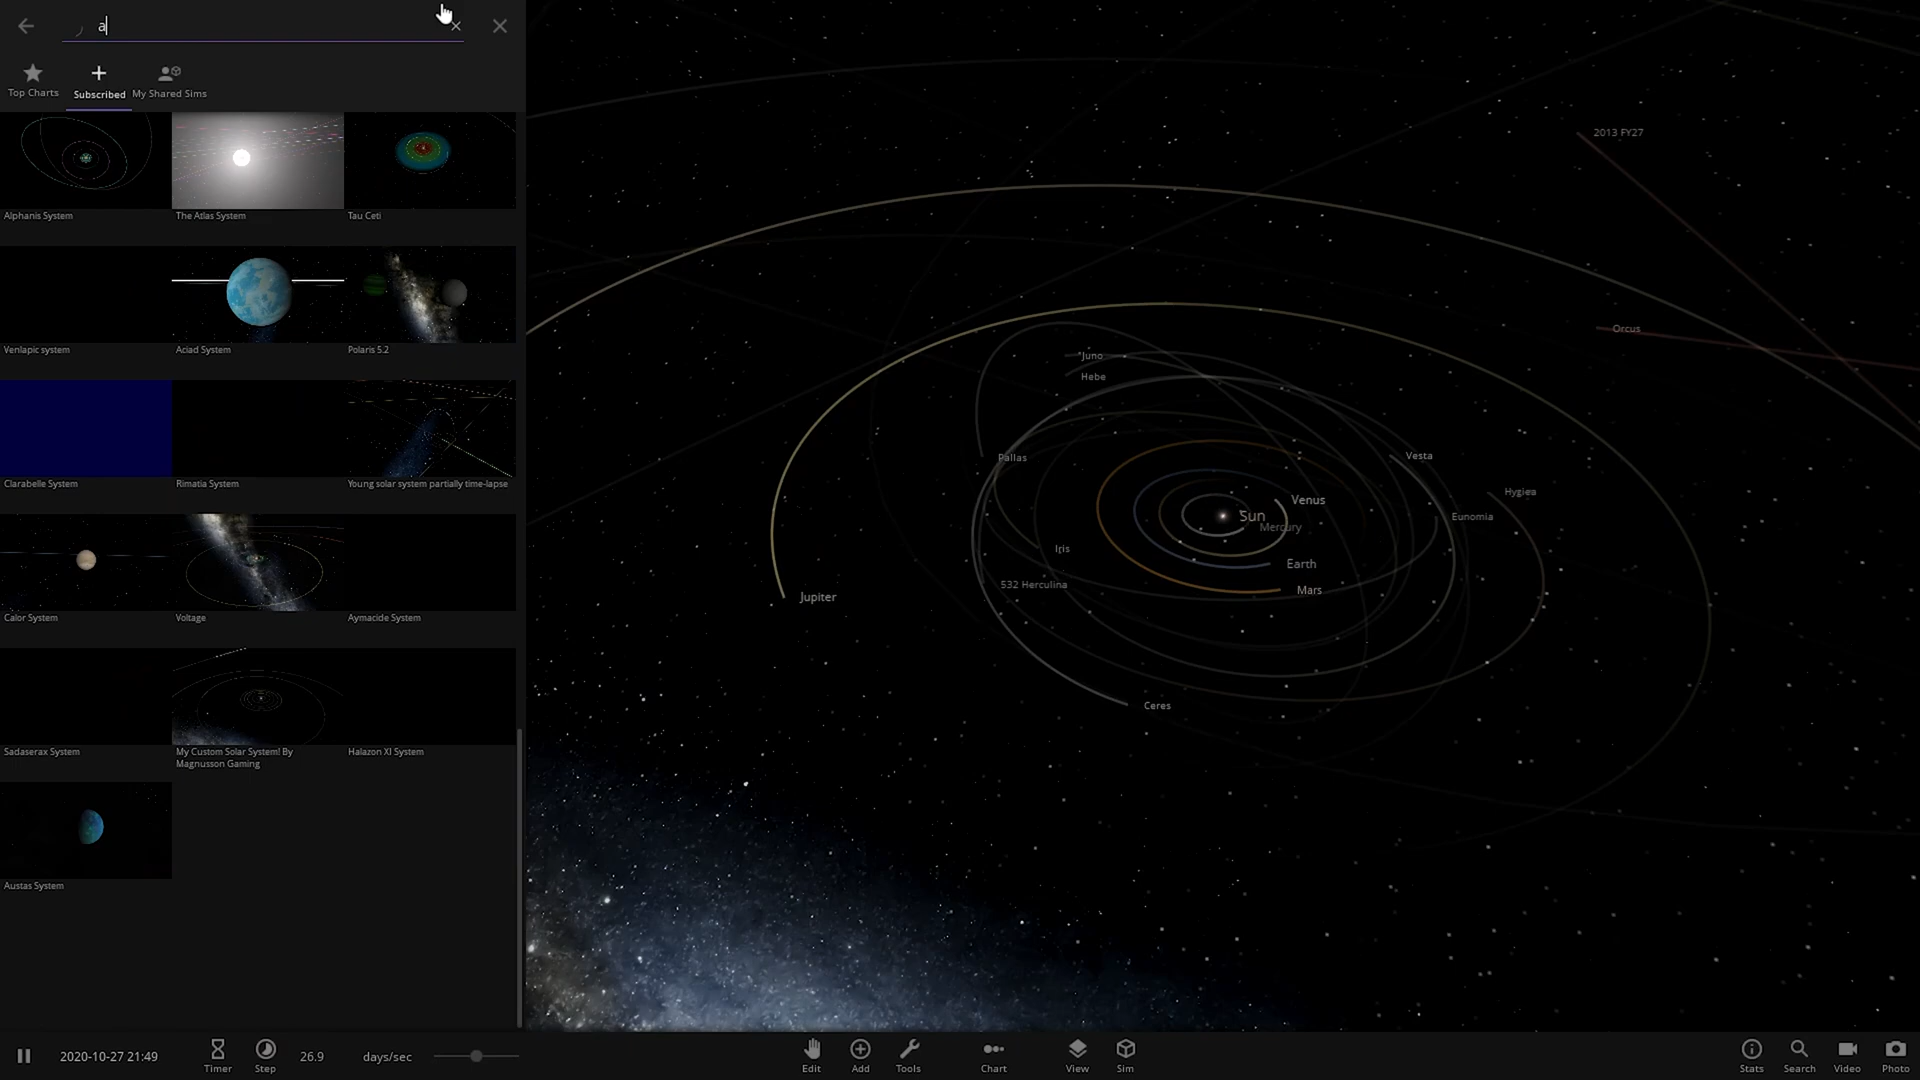 a
Top Charts
Subscribed
My Shared Sims
Alphanis System
The Atlas System
Tau Ceti
Venlapic system
Aciad System
Polaris 5.2
Clarabelle System
Rimatia System
Young solar system partially time-lapse
Calor System
Voltage
Aymacide System
Sadaserax System
My Custom Solar System! By
Magnusson Gaming
Halazon XI System
Austas System
2013 FY27
Orcus
Juno
Hebe
Pallas
Vesta
Hygiea
Venus
Sun
Mercury
Eunomia
Iris
Earth
532 Herculina
Mars
Jupiter
Ceres
2020-10-27 21:49
Timer
Step
26.9
days/sec
Edit
Add
Tools
Chart
View
Sim
Stats
Search
Video
Photo